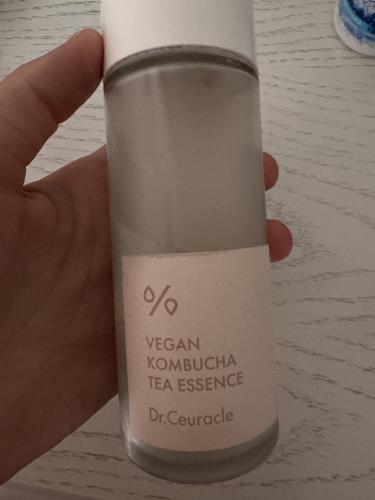 %
VEGAN
KOMBUCHA
TEA ESSENCE
Dr.Ceuracle